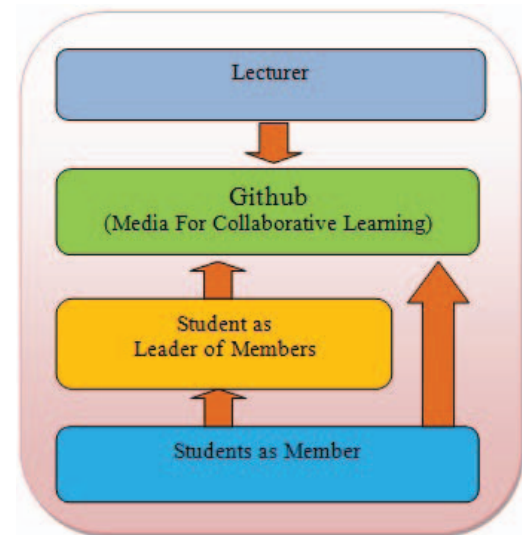 Lecturer
Github
(Media For Collaborative Learning)
Student as
Leader of Members
Students as Member